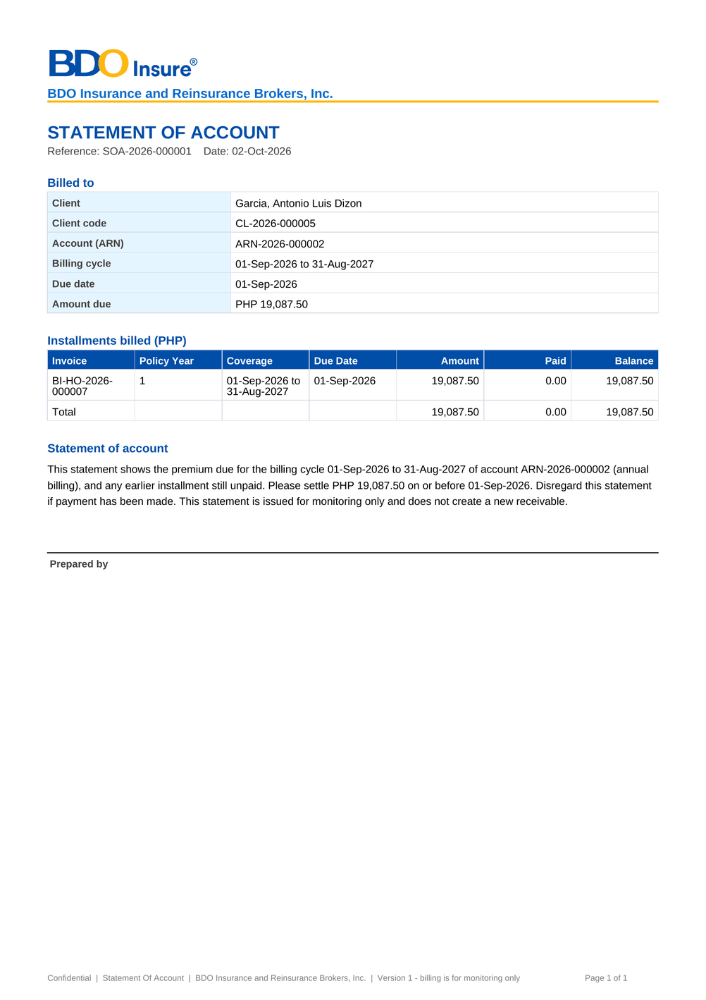 BDO Insure®
BDO Insurance and Reinsurance Brokers, Inc.
STATEMENT OF ACCOUNT
Reference: SOA-2026-000001 Date: 02-Oct-2026
Billed to
Client Garcia, Antonio Luis Dizon
Client code CL-2026-000005
Account (ARN) ARN-2026-000002
Billing cycle 01-Sep-2026 to 31-Aug-2027
Due date 01-Sep-2026
Amount due PHP 19,087.50
Installments billed (PHP)
Invoice Policy Year Coverage Due Date Amount Paid Balance
BI-HO-2026- 1 01-Sep-2026 to 01-Sep-2026 19,087.50 0.00 19,087.50
000007 31-Aug-2027
Total 19,087.50 0.00 19,087.50
Statement of account
This statement shows the premium due for the billing cycle 01-Sep-2026 to 31-Aug-2027 of account ARN-2026-000002 (annual
billing), and any earlier installment still unpaid. Please settle PHP 19,087.50 on or before 01-Sep-2026. Disregard this statement
if payment has been made. This statement is issued for monitoring only and does not create a new receivable.
Prepared by
Confidential | Statement Of Account | BDO Insurance and Reinsurance Brokers, Inc. | Version 1 - billing is for monitoring only Page 1 of 1